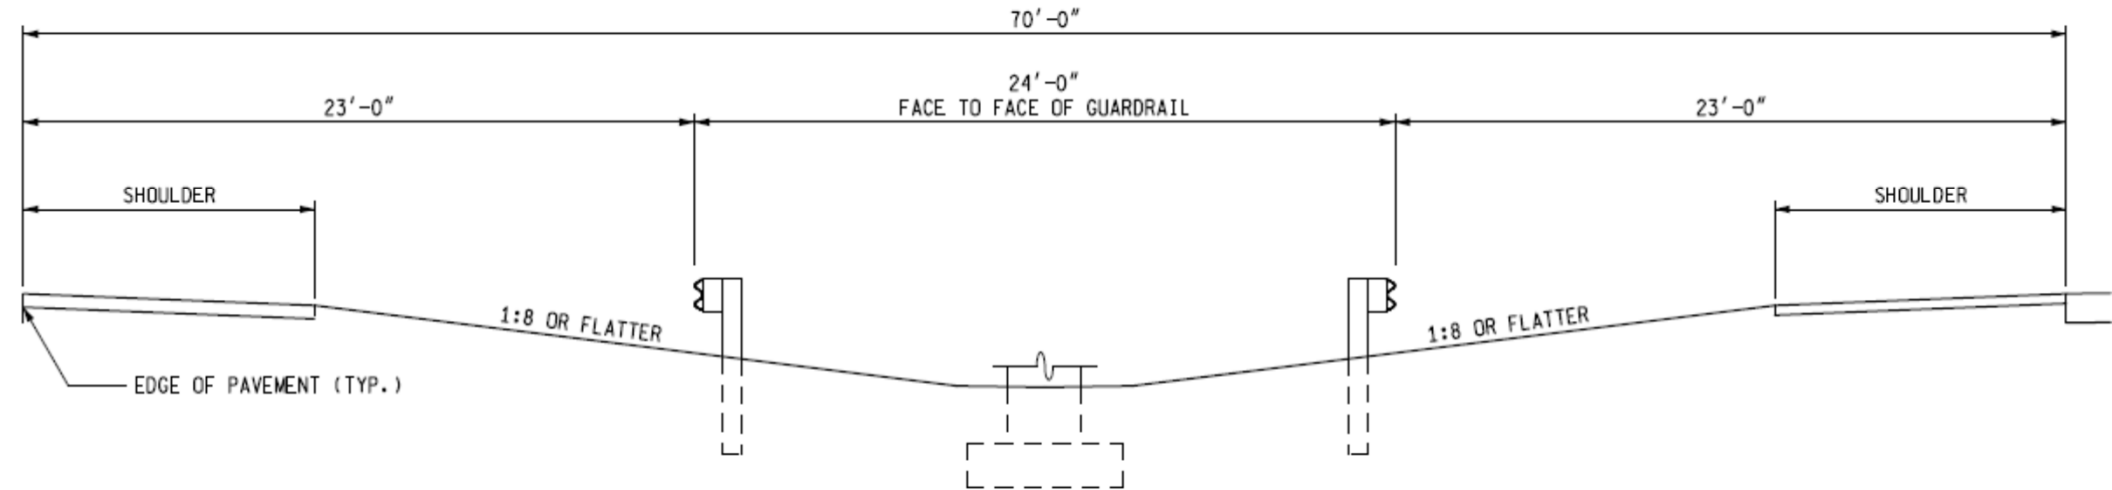 70'-0"
24'-0"
23'-0"
FACE TO FACE OF GUARDRAIL
23'-0"
SHOULDER
SHOULDER
1:8 OR FLATTER
1:8 OR FLATTER
EDGE OF PAVEMENT (TYP.)